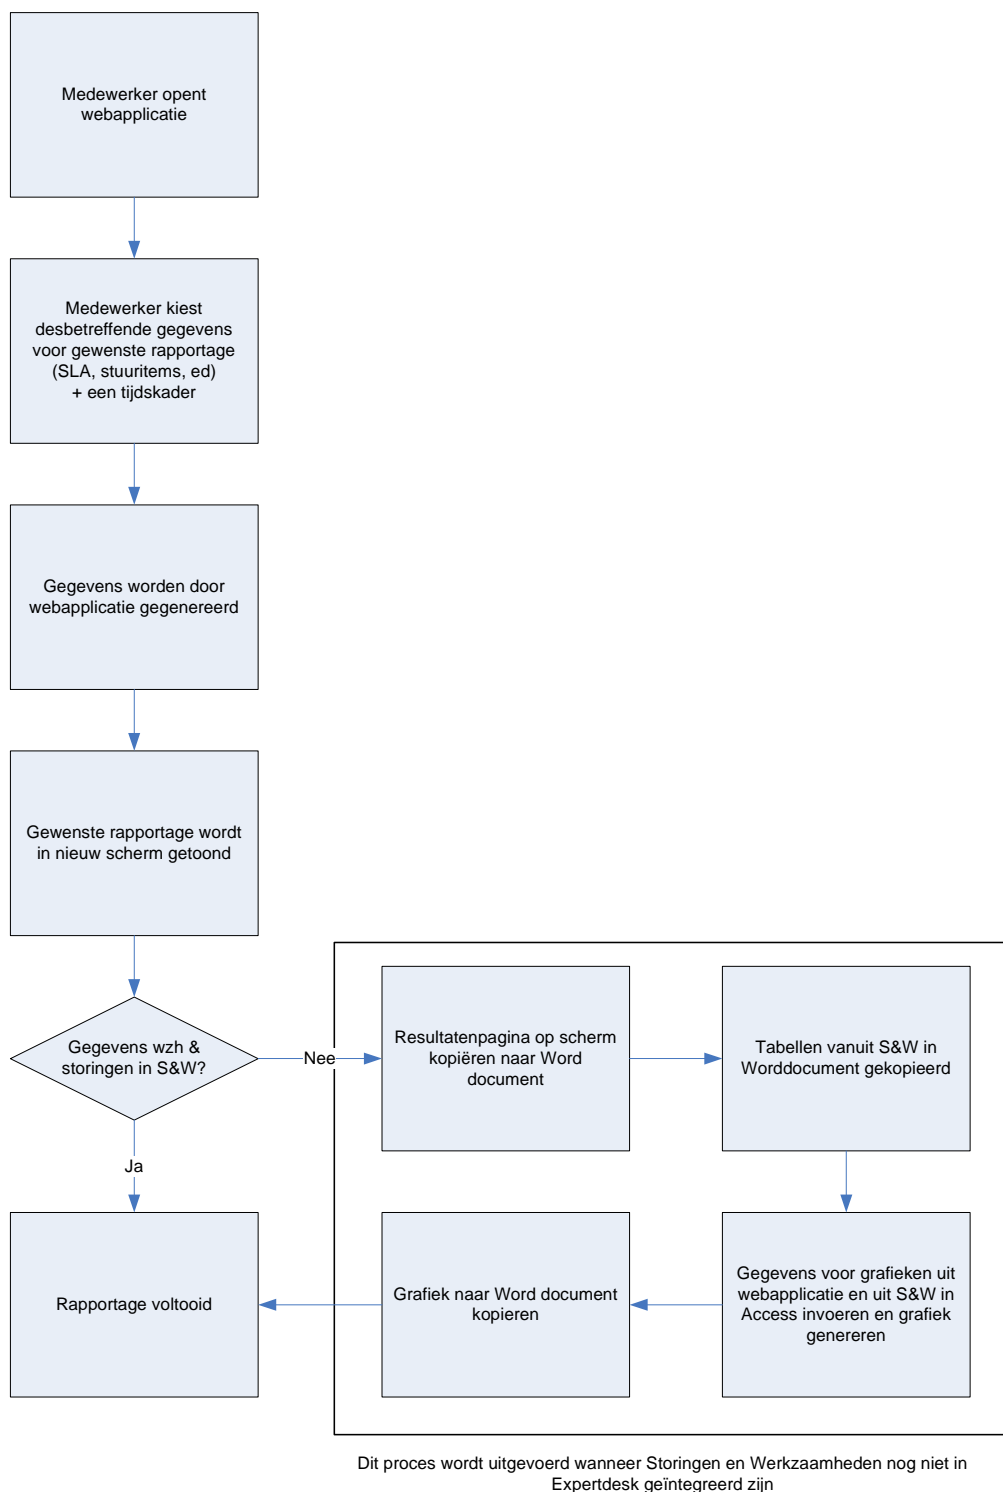 Medewerker opent
webapplicatie
Medewerker kiest
desbetreffende gegevens
voor gewenste rapportage
(SLA, stuuritems, ed)
+ een tijdskader
Gegevens worden door
webapplicatie gegenereerd
Gewenste rapportage wordt
in nieuw scherm getoond
Gegevens wzh &
storingen in S&W?
Nee
Resultatenpagina op scherm
kopiëren naar Word
document
Tabellen vanuit S&W in
Worddocument gekopieerd
Ja
Rapportage voltooid
Grafiek naar Word document
kopieren
Gegevens voor grafieken uit
webapplicatie en uit S&W in
Access invoeren en grafiek
genereren
Dit proces wordt uitgevoerd wanneer Storingen en Werkzaamheden nog niet in
Expertdesk geïntegreerd zijn